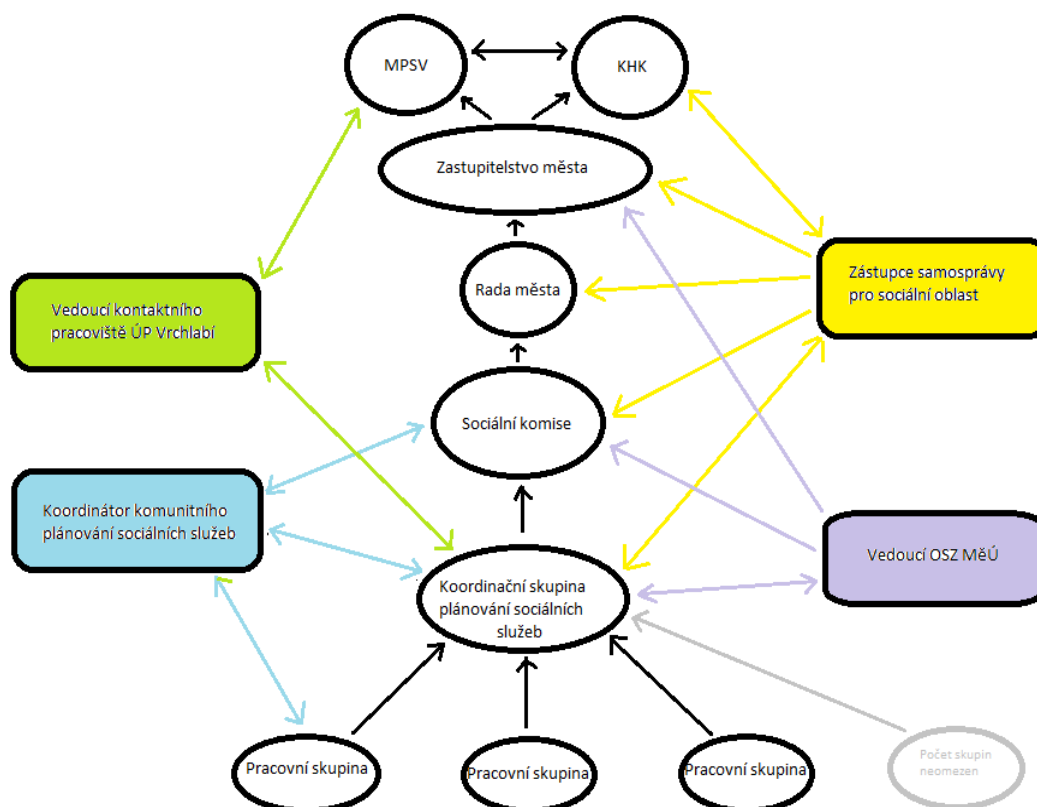 MPSV
KHK
Zastupitelstvo města
Rada města
Vedoucí kontaktního
pracoviště ÚP Vrchlabí
Zástupce samosprávy
pro sociální oblast
Sociální komise
Koordinátor komunitního
plánování sociálních služeb
Vedoucí OSZ MěÚ
Koordinační skupina
plánování sociálních
služeb
Pracovní skupina
Pracovní skupina
Pracovní skupina
Počet skupin
neomezen